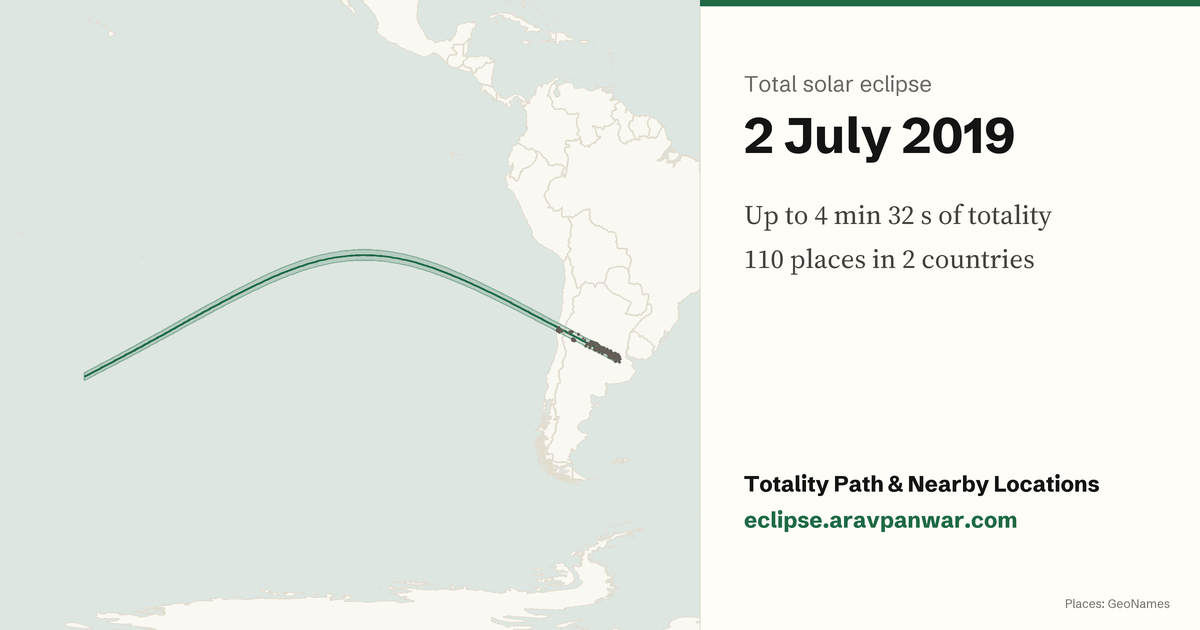 Total solar eclipse
2 July 2019
Up to 4 min 32 s of totality
110 places in 2 countries
Totality Path & Nearby Locations
eclipse.aravpanwar.com
Places: GeoNames